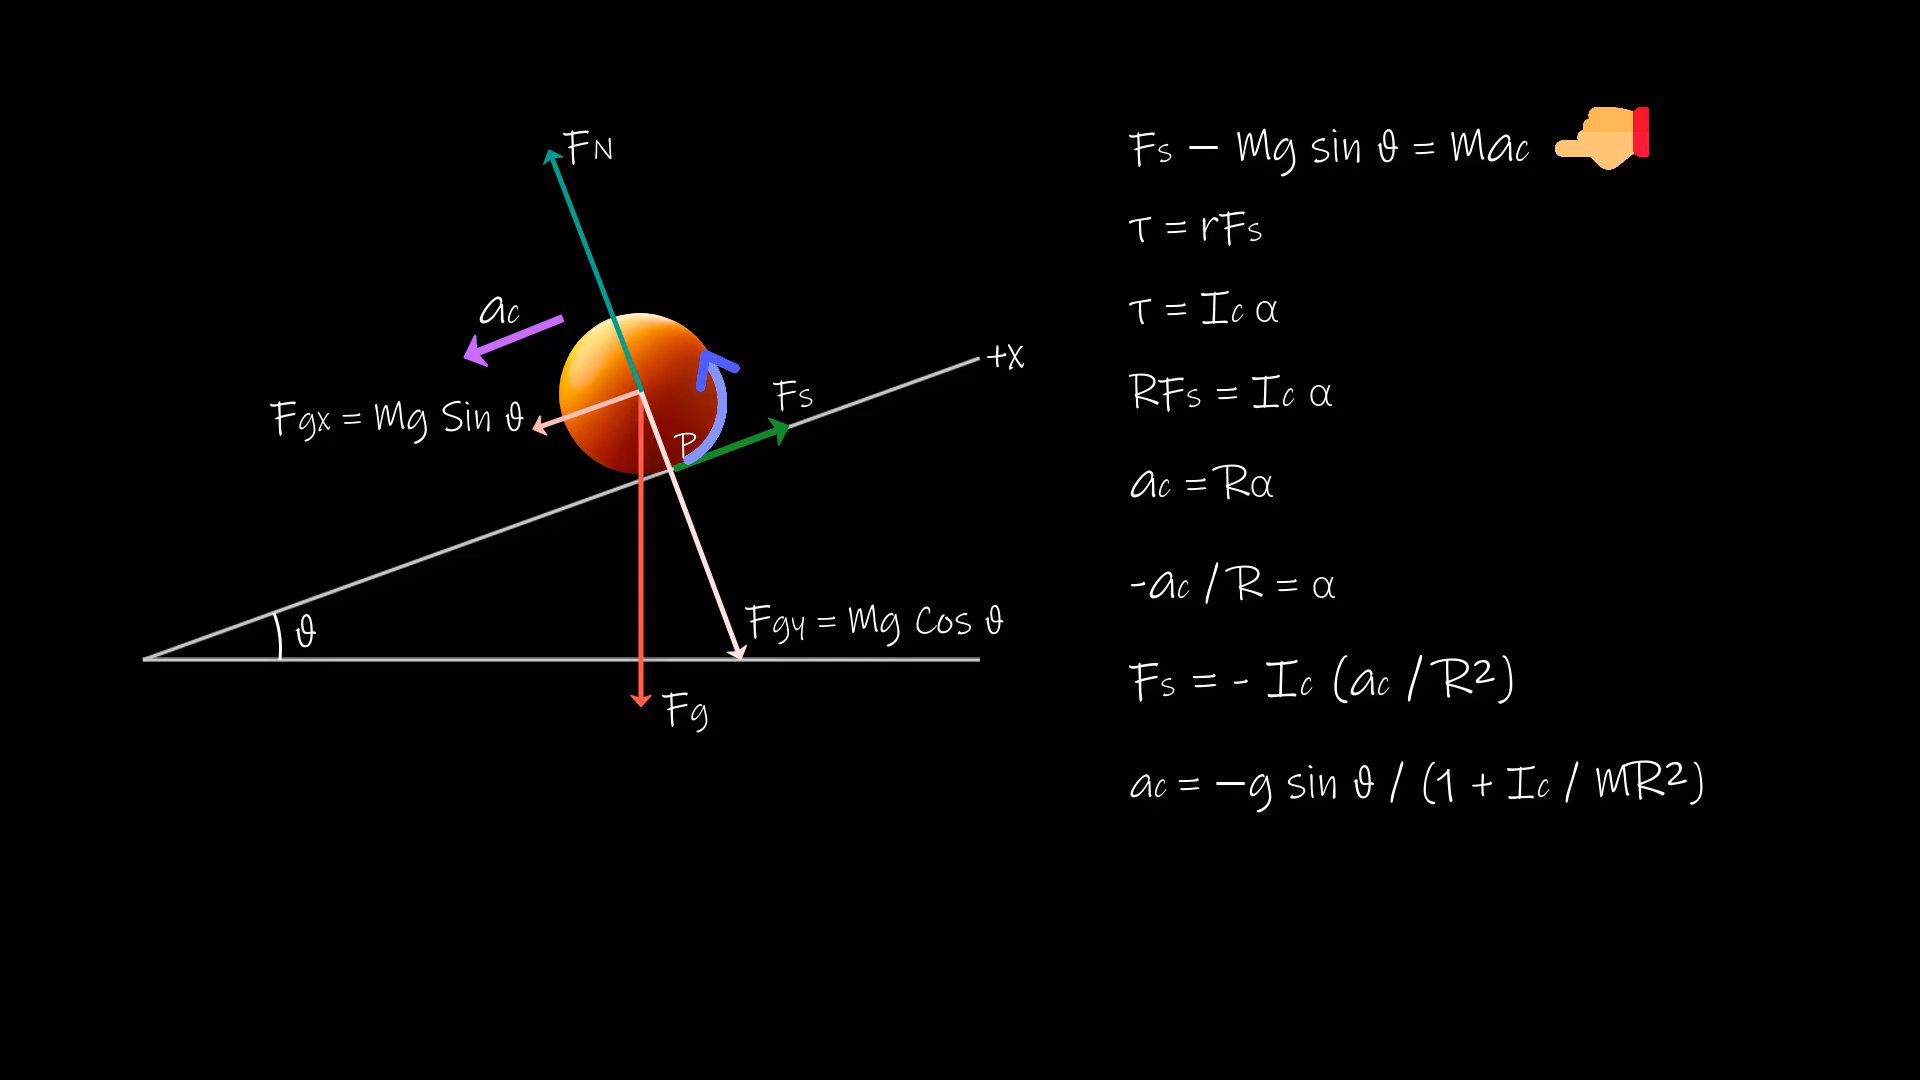 FN
ac
Fgx = Mg Sin θ
P
Fs
+x
θ
Fgy = Mg Cos θ
Fg
Fs – Mg sin θ = Mac
τ = rFs
τ = Ic α
RFs = Ic α
ac = Rα
-ac / R = α
Fs = - Ic (ac / R²)
ac = –g sin θ / (1 + Ic / MR²)